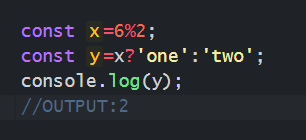 const x=6%2;
const y=x?'one':'two';
console.log(y);
//OUTPUT:2